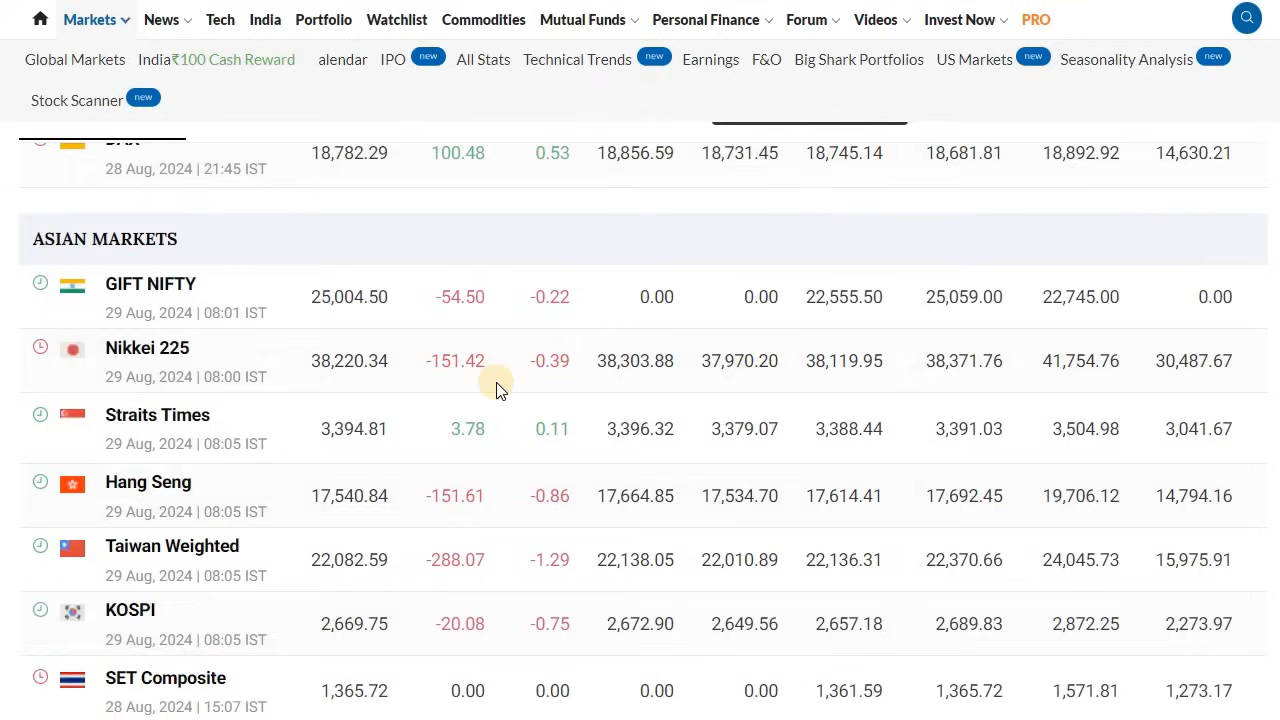 Markets News Tech India Portfolio Watchlist Commodities Mutual Funds Personal Finance Forum Videos Invest Now PRO
Global Markets India₹100 Cash Reward alendar IPO new All Stats Technical Trends new Earnings F&O Big Shark Portfolios US Markets new Seasonality Analysis new
Stock Scanner new
DAX 18,782.29 100.48 0.53 18,856.59 18,731.45 18,745.14 18,681.81 18,892.92 14,630.21
28 Aug, 2024 | 21:45 IST
ASIAN MARKETS
GIFT NIFTY 25,004.50 -54.50 -0.22 0.00 0.00 22,555.50 25,059.00 22,745.00 0.00
29 Aug, 2024 | 08:01 IST
Nikkei 225 38,220.34 -151.42 -0.39 38,303.88 37,970.20 38,119.95 38,371.76 41,754.76 30,487.67
29 Aug, 2024 | 08:00 IST
Straits Times 3,394.81 3.78 0.11 3,396.32 3,379.07 3,388.44 3,391.03 3,504.98 3,041.67
29 Aug, 2024 | 08:05 IST
Hang Seng 17,540.84 -151.61 -0.86 17,664.85 17,534.70 17,614.41 17,692.45 19,706.12 14,794.16
29 Aug, 2024 | 08:05 IST
Taiwan Weighted 22,082.59 -288.07 -1.29 22,138.05 22,010.89 22,136.31 22,370.66 24,045.73 15,975.91
29 Aug, 2024 | 08:05 IST
KOSPI 2,669.75 -20.08 -0.75 2,672.90 2,649.56 2,657.18 2,689.83 2,872.25 2,273.97
29 Aug, 2024 | 08:05 IST
SET Composite 1,365.72 0.00 0.00 0.00 0.00 1,361.59 1,365.72 1,571.81 1,273.17
28 Aug, 2024 | 15:07 IST